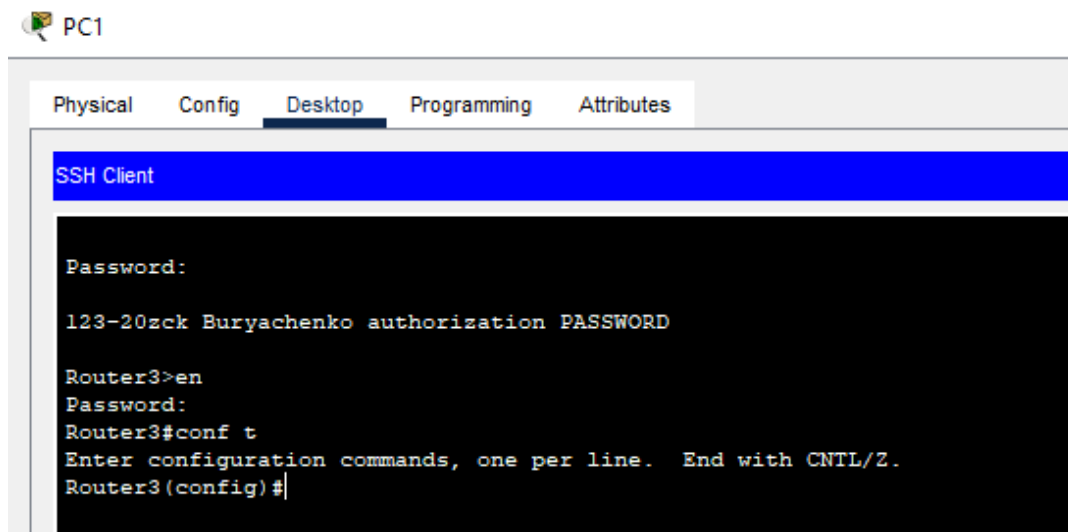 PC1
Physical Config Desktop Programming Attributes
SSH Client
Password:
123-20zck Buryachenko authorization PASSWORD
Router3>en
Password:
Router3#conf t
Enter configuration commands, one per line.  End with CNTL/Z.
Router3(config)#